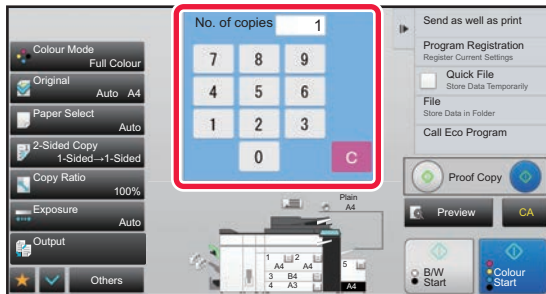 No. of copies 1
7 8 9
4 5 6
1 2 3
0 C
Colour Mode
Full Colour
Original
Auto A4
Paper Select
Auto
2-Sided Copy
1-Sided→1-Sided
Copy Ratio
100%
Exposure
Auto
Output
Others
Plain
A4
1 A4
2 A4
3 B4
4 A3
5
A4
Send as well as print
Program Registration
Register Current Settings
Quick File
Store Data Temporarily
File
Store Data in Folder
Call Eco Program
Proof Copy
Preview
CA
B/W
Start
Colour
Start